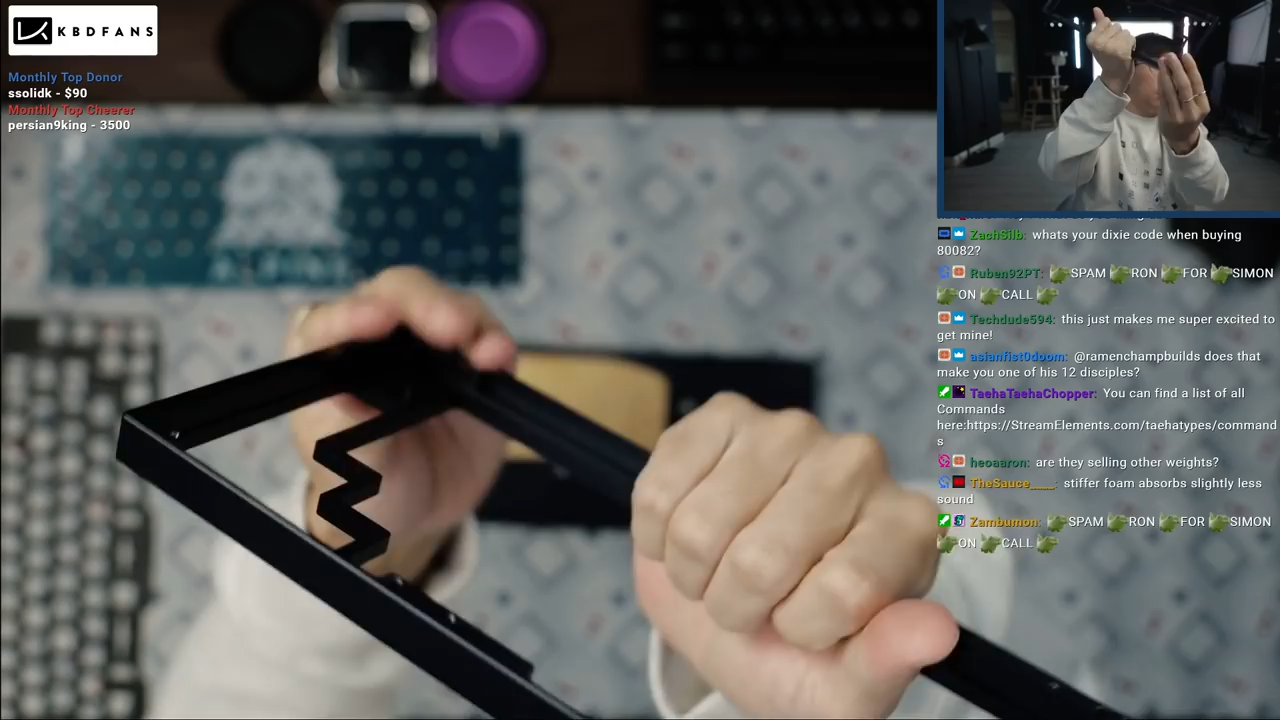 KBDFANS
Monthly Top Donor
ssolidk - $90
Monthly Top Cheerer
persian9king - 3500
ZachSilb: whats your dixie code when buying
80082?
Ruben92PT: SPAM RON FOR SIMON
ON CALL
Techdude594: this just makes me super excited to
get mine!
asianfist0doom: @ramenchampbuilds does that
make you one of his 12 disciples?
TaehaTaehaChopper: You can find a list of all
Commands
here:https://StreamElements.com/taehatypes/command
s
heoaaron: are they selling other weights?
TheSauce____: stiffer foam absorbs slightly less
sound
Zambumon: SPAM RON FOR SIMON
ON CALL